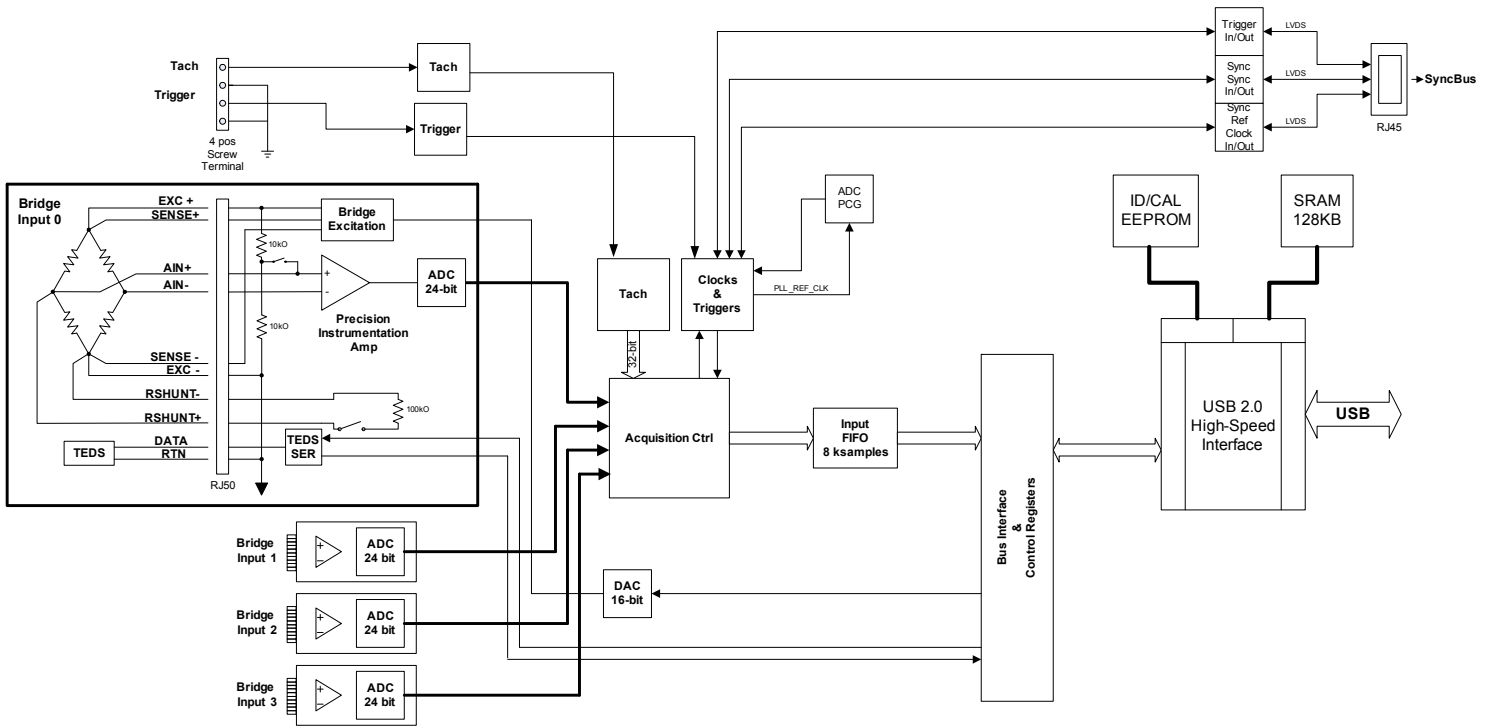 Tach
Trigger
4 pos
Screw
Terminal
Tach
Trigger
Trigger
In/Out
Sync
Sync
In/Out
Sync
Ref
Clock
In/Out
LVDS
LVDS
LVDS
RJ45
SyncBus
Bridge
Input 0
EXC +
SENSE+
AIN+
AIN-
SENSE -
EXC -
RSHUNT-
RSHUNT+
DATA
RTN
TEDS
RJ50
10kO
10kO
100kO
Bridge
Excitation
+
-
Precision
Instrumentation
Amp
ADC
24-bit
TEDS
SER
Tach
32-bit
Clocks
&
Triggers
ADC
PCG
PLL_REF_CLK
ID/CAL
EEPROM
SRAM
128KB
Acquisition Ctrl
Input
FIFO
8 ksamples
Bus Interface
&
Control Registers
USB 2.0
High-Speed
Interface
USB
Bridge
Input 1
+
−
ADC
24 bit
DAC
16-bit
Bridge
Input 2
+
−
ADC
24 bit
Bridge
Input 3
+
−
ADC
24 bit